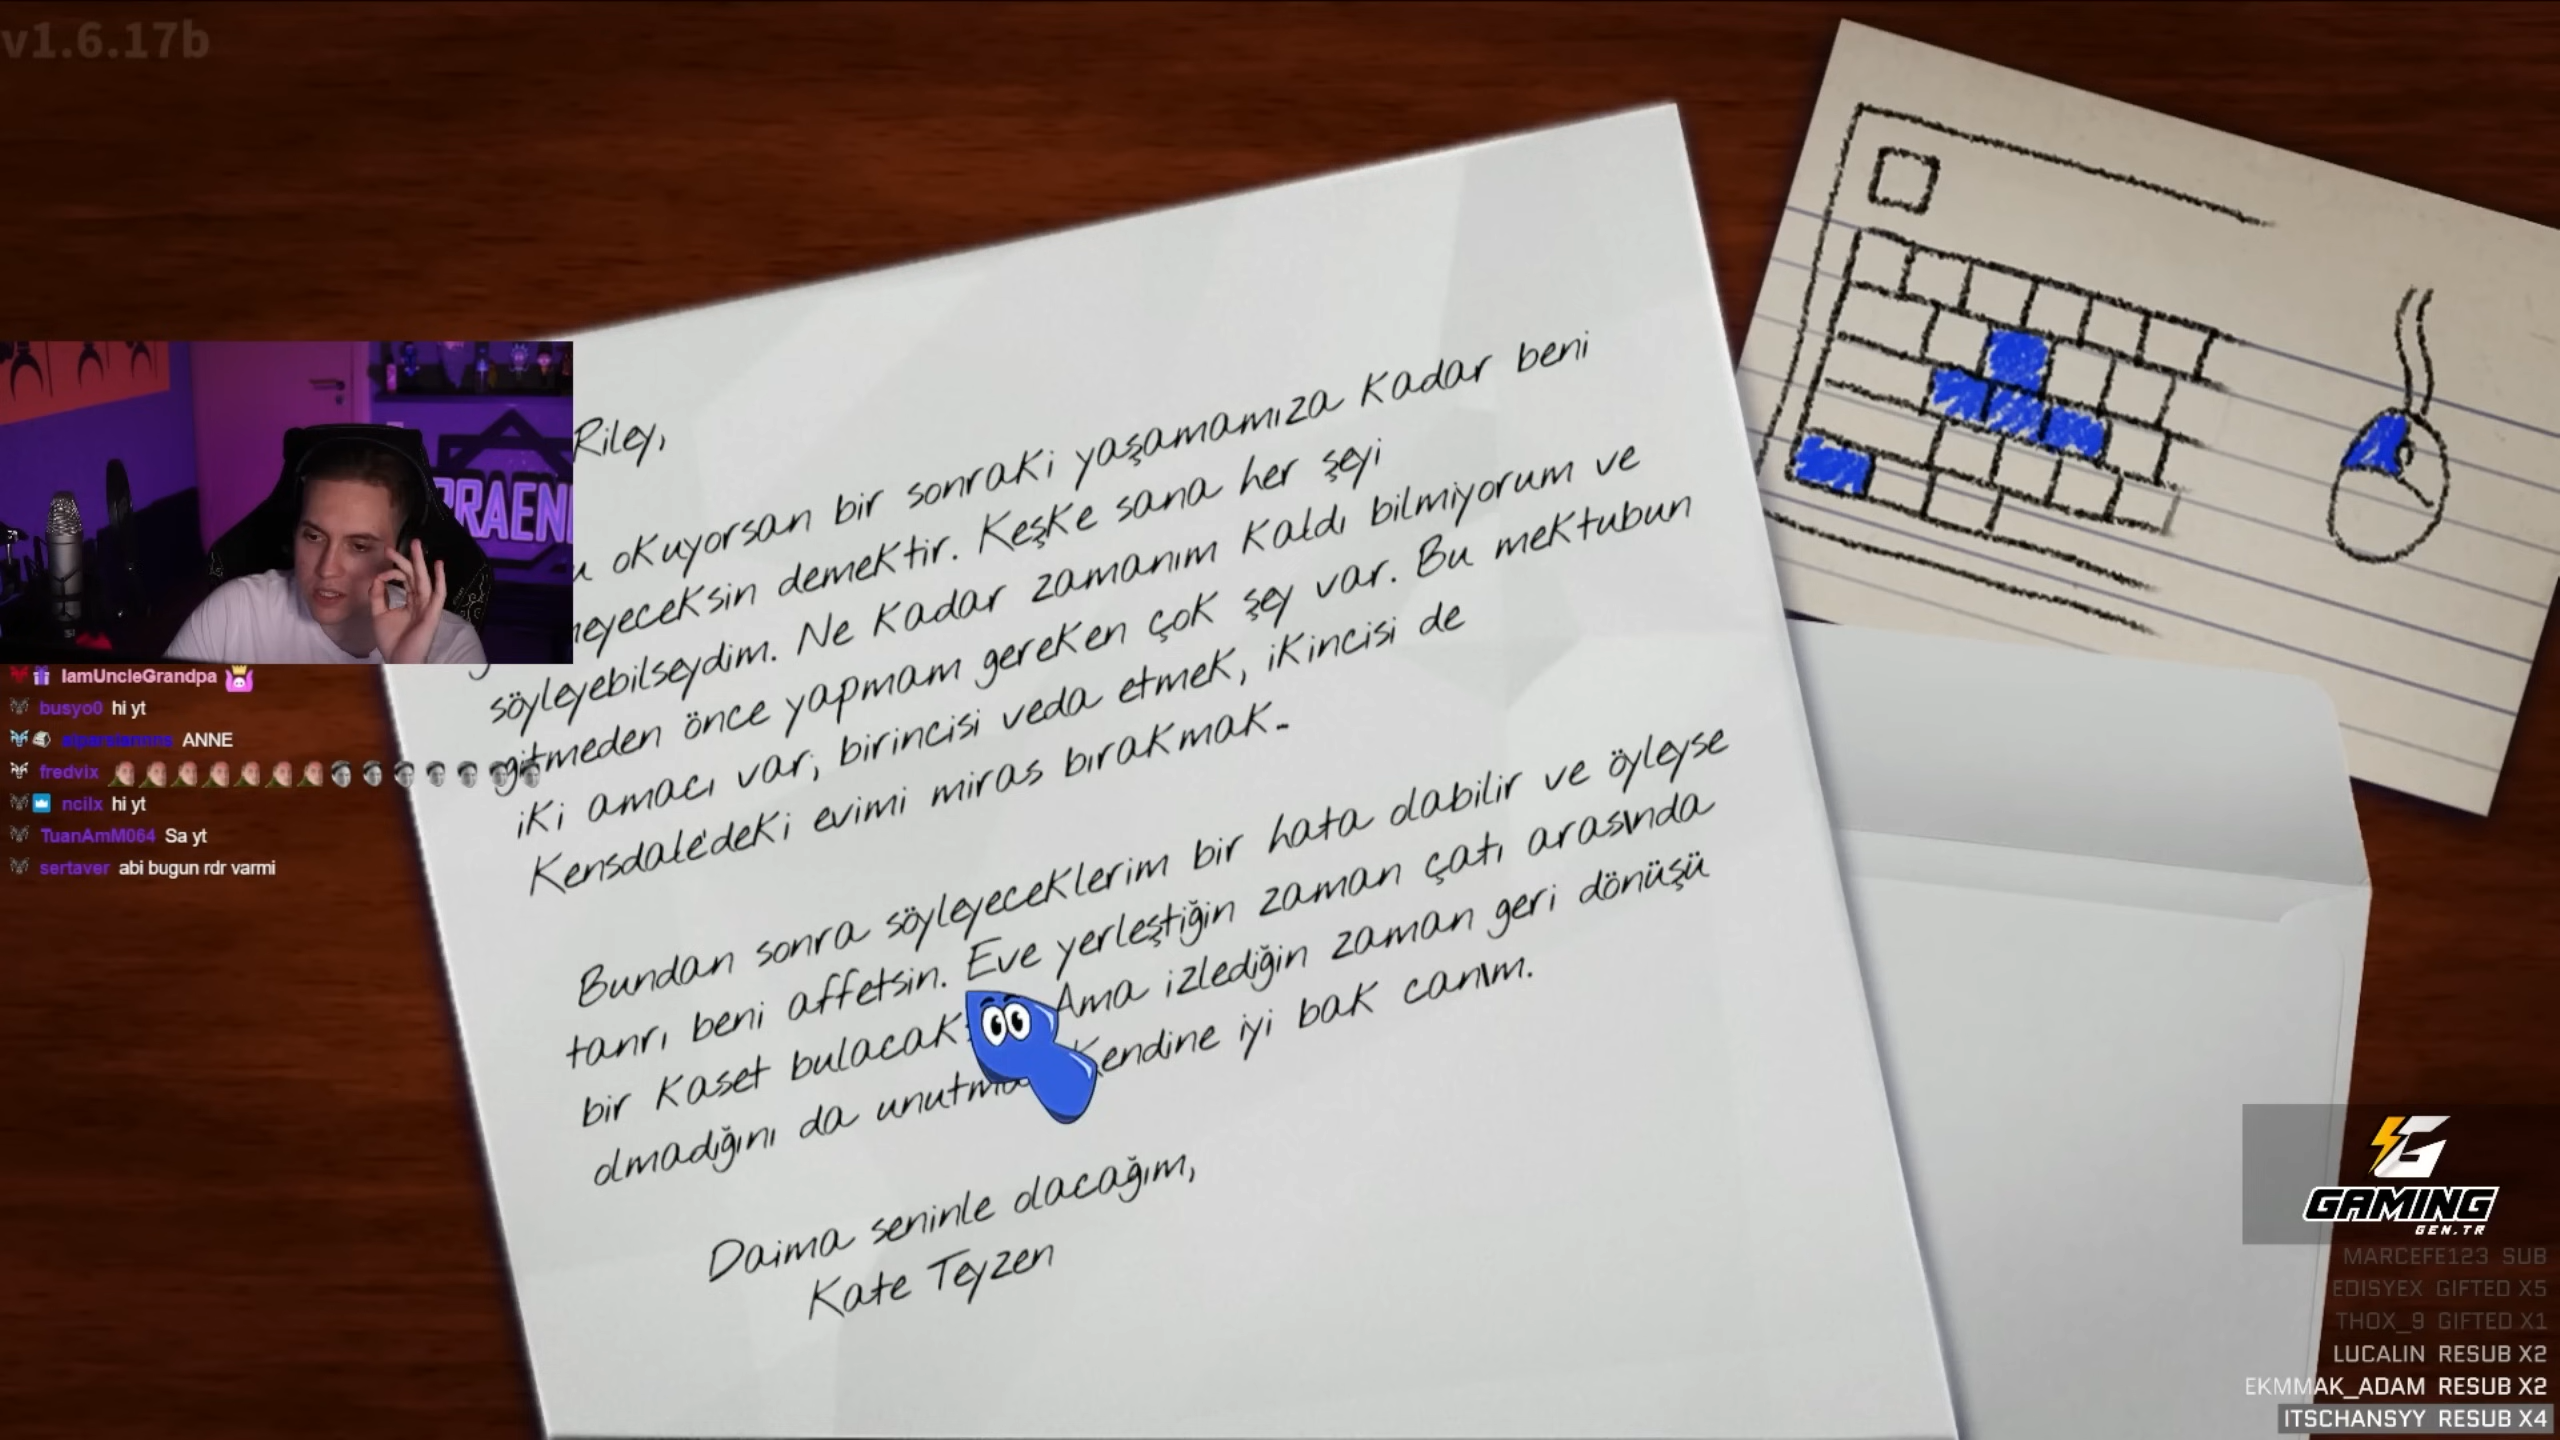 v1.6.17b
Riley,
okuyorsan bir sonraki yaşamamıza kadar beni
söyleyebilseydim. Ne kadar zamanım kaldı bilmiyorum ve
demektir. Keşke sana her şeyi
gitmeden önce yapmam gereken çok şey var. Bu mektubun
iki amacı var; birincisi veda etmek, ikincisi de
Kensdale'deki evimi miras bırakmak..
Bundan sonra söyleyeceklerim bir hata olabilir ve öyleyse
tanrı beni affetsin. Eve yerleştiğin zaman çatı arasında
bir kaset bulacak Ama izlediğin zaman geri dönüşü
olmadığını da Kendine iyi bak canım.
Daima seninle olacağım,
Kate Teyzen
PRAEN
IamUncleGrandpa
busyo0 hi yt
ANNE
fredvix
ncilx hi yt
TuanAmM064 Sa yt
sertaver abi bugun rdr varmi
G
GAMING
GEN.TR
MARCEFE123 SUB
EDISYEX GIFTED X5
THOX_9 GIFTED X1
LUCALIN RESUB X2
EKMMAK_ADAM RESUB X2
ITSCHANSYY RESUB X4